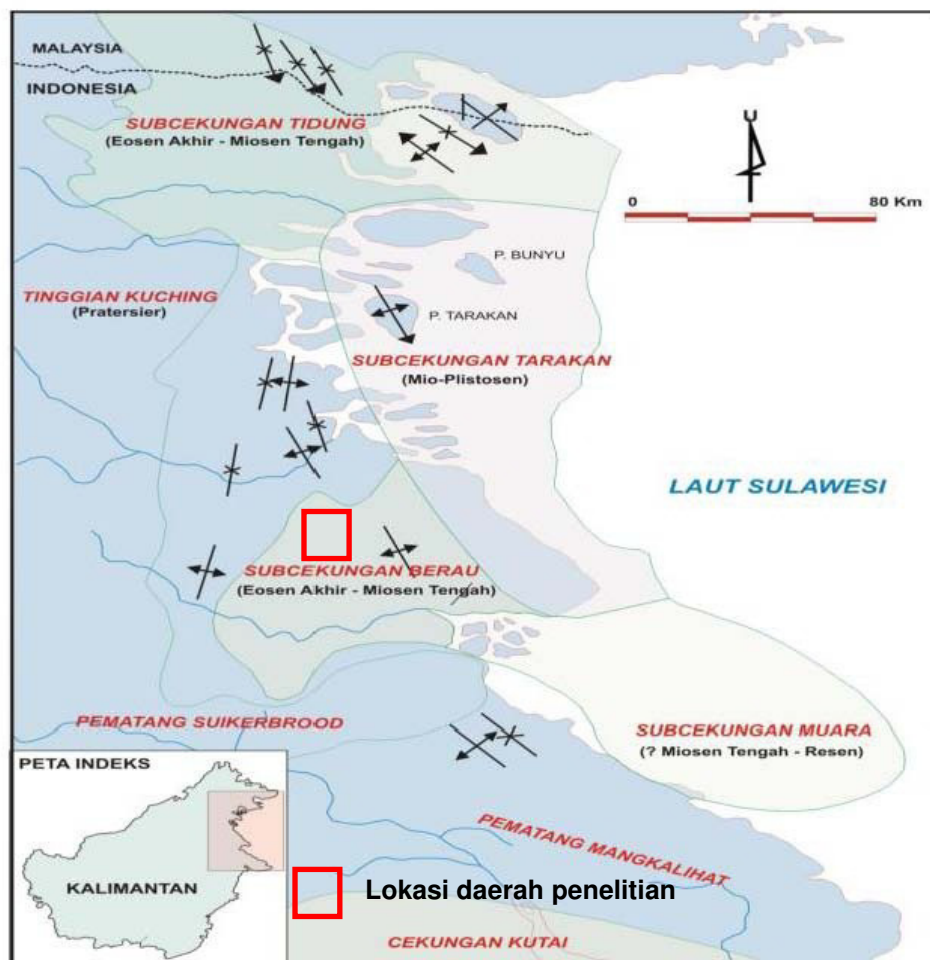 MALAYSIA
INDONESIA
SUBCEKUNGAN TIDUNG
(Eosen Akhir - Miosen Tengah)
U
0 80 Km
P. BUNYU
TINGGIAN KUCHING
(Pratersier)
P. TARAKAN
SUBCEKUNGAN TARAKAN
(Mio-Plistosen)
LAUT SULAWESI
SUBCEKUNGAN BERAU
(Eosen Akhir - Miosen Tengah)
PEMATANG SUIKERBROOD
SUBCEKUNGAN MUARA
(? Miosen Tengah - Resen)
PETA INDEKS
KALIMANTAN
PEMATANG MANGKALIHAT
Lokasi daerah penelitian
CEKUNGAN KUTAI